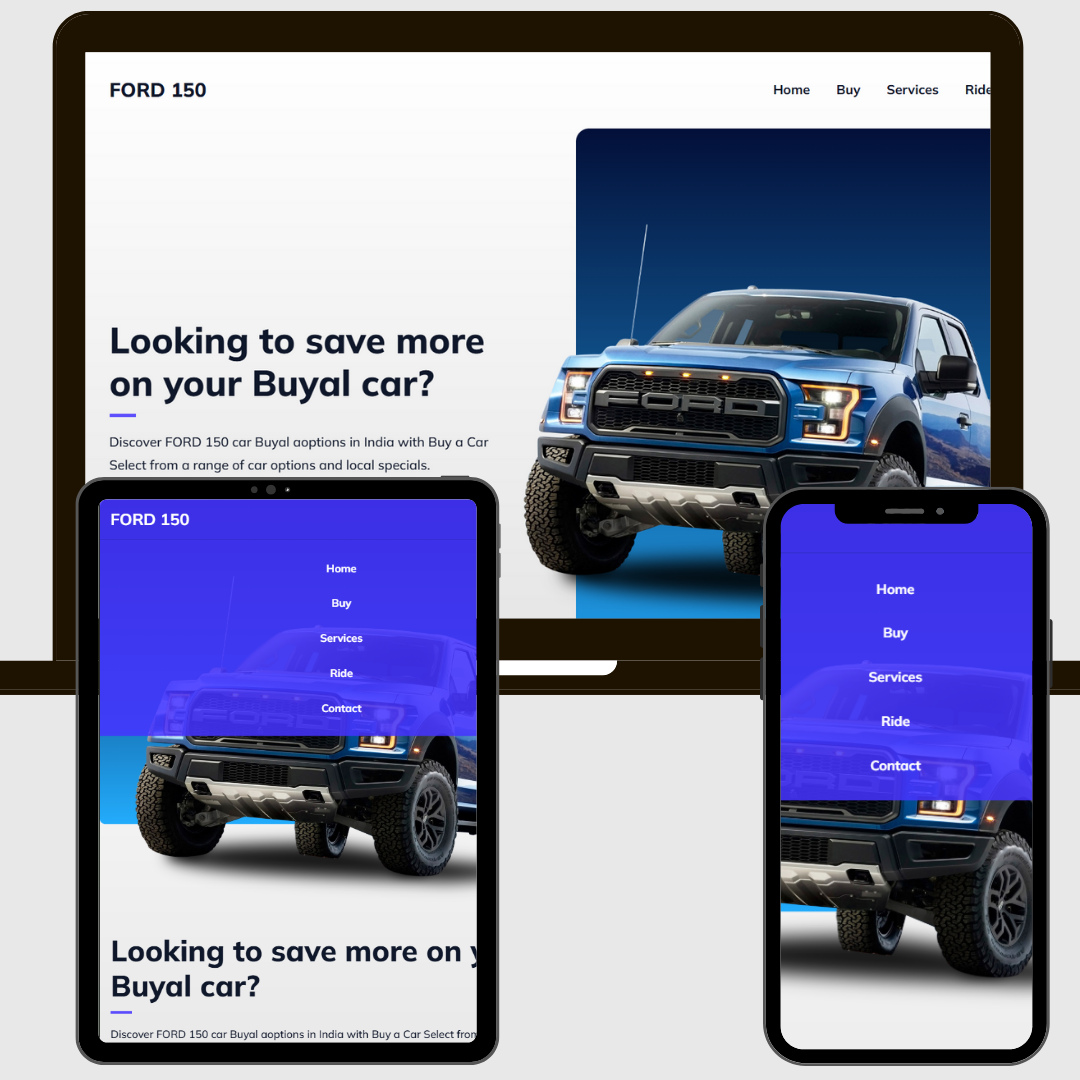 FORD 150
Home Buy Services Ride
Looking to save more
on your Buyal car?
Discover FORD 150 car Buyal aoptions in India with Buy a Car
Select from a range of car options and local specials.
FORD
FORD 150
Home
Buy
Services
Ride
Contact
FORD
Looking to save more on y
Buyal car?
Discover FORD 150 car Buyal aoptions in India with Buy a Car Select from
Home
Buy
Services
Ride
Contact